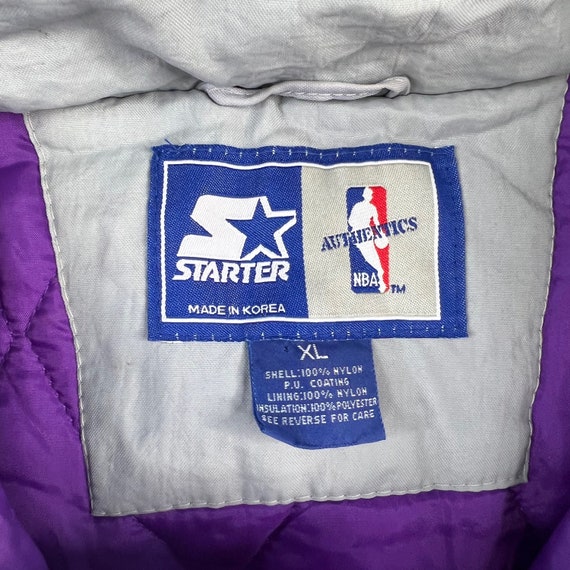 STARTER
MADE IN KOREA
AUTHENTICS
NBA
TM
XL
SHELL:100% NYLON
P.U. COATING
LINING:100% NYLON
INSULATION:100% POLYESTER
SEE REVERSE FOR CARE